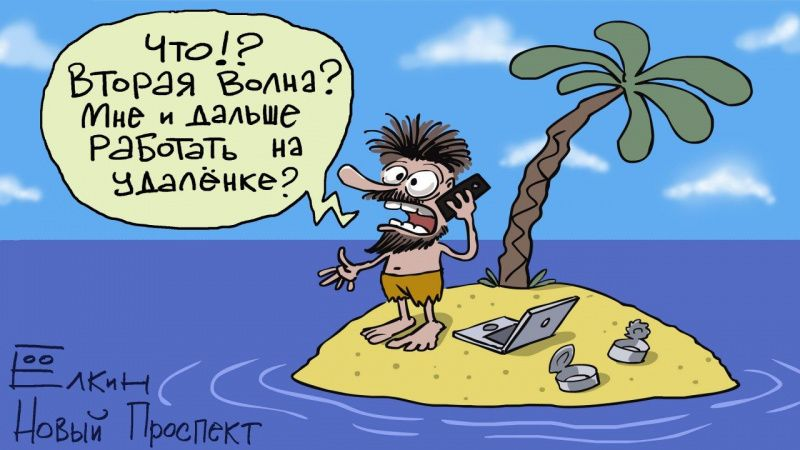 Что!?
Вторая волна?
Мне и дальше
работать на
удалёнке?
Ёлкин
Новый Проспект